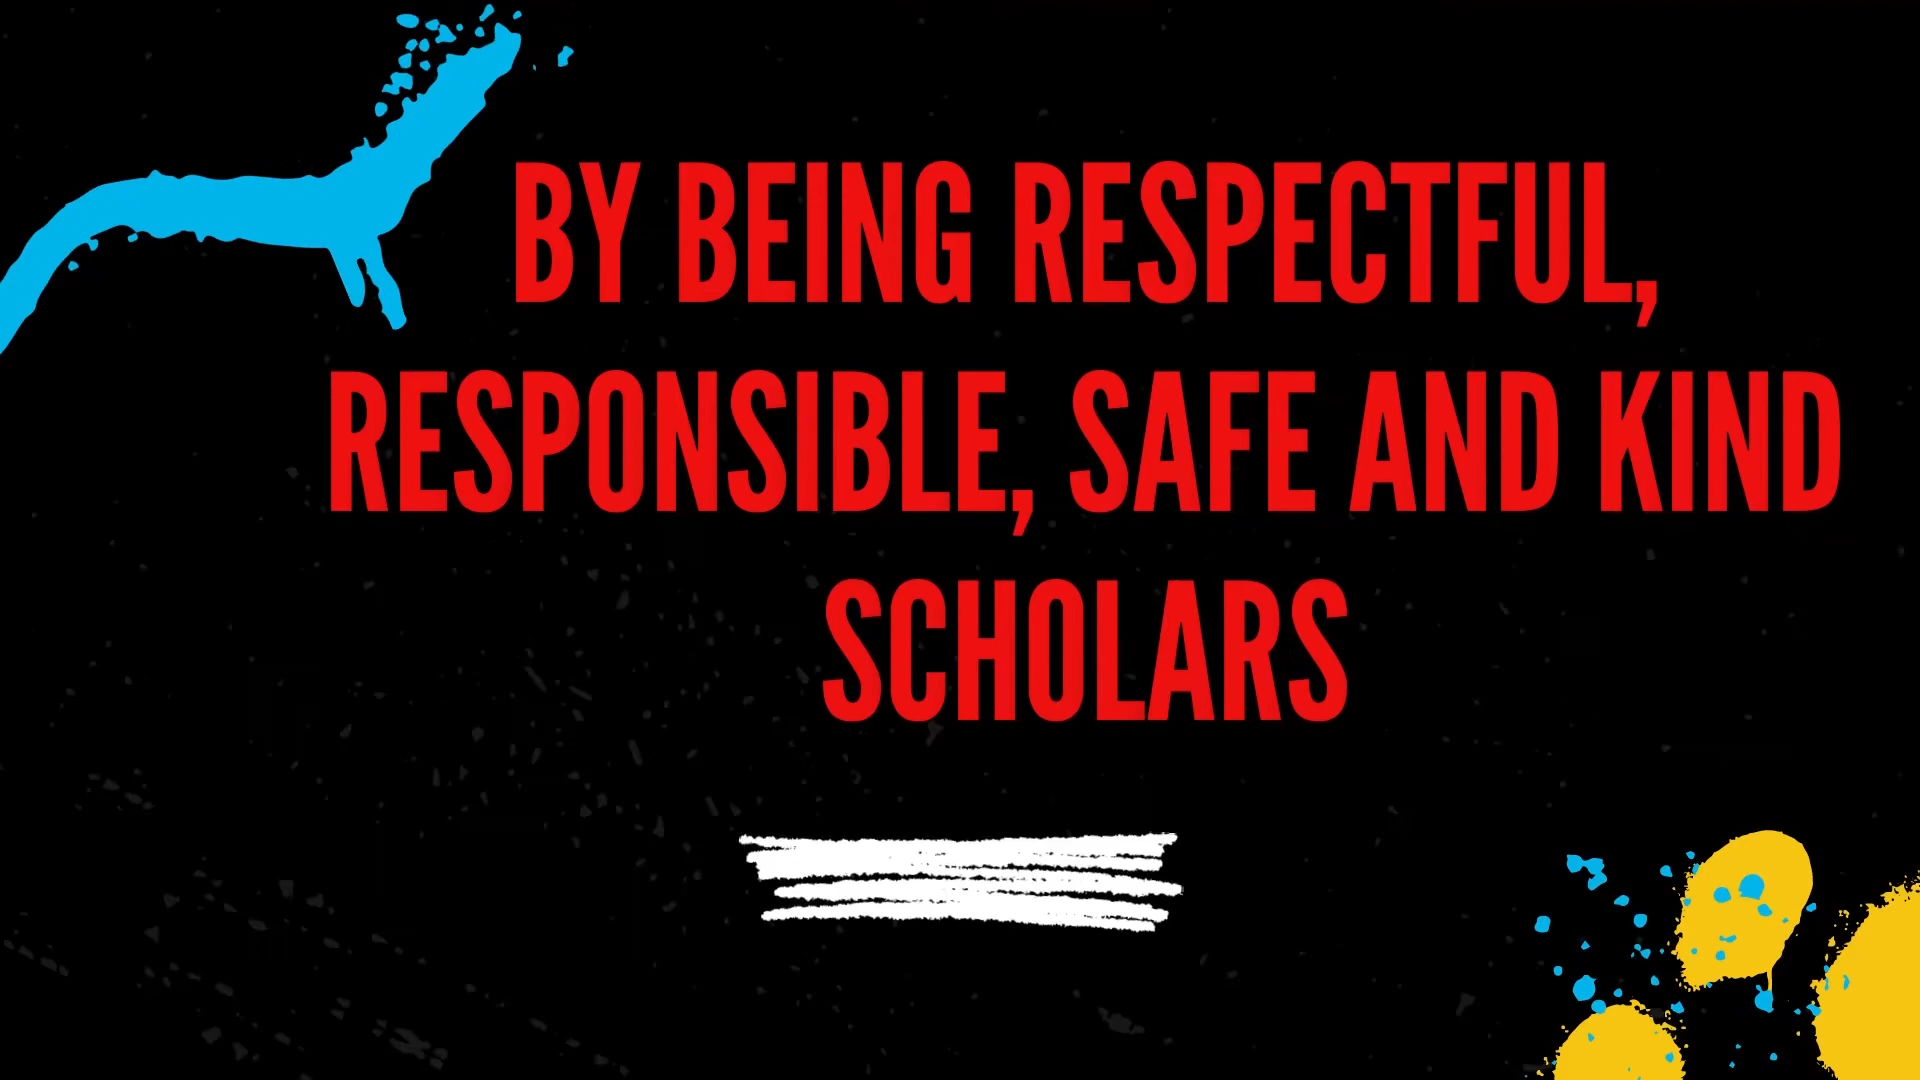 BY BEING RESPECTFUL,
RESPONSIBLE, SAFE AND KIND
SCHOLARS